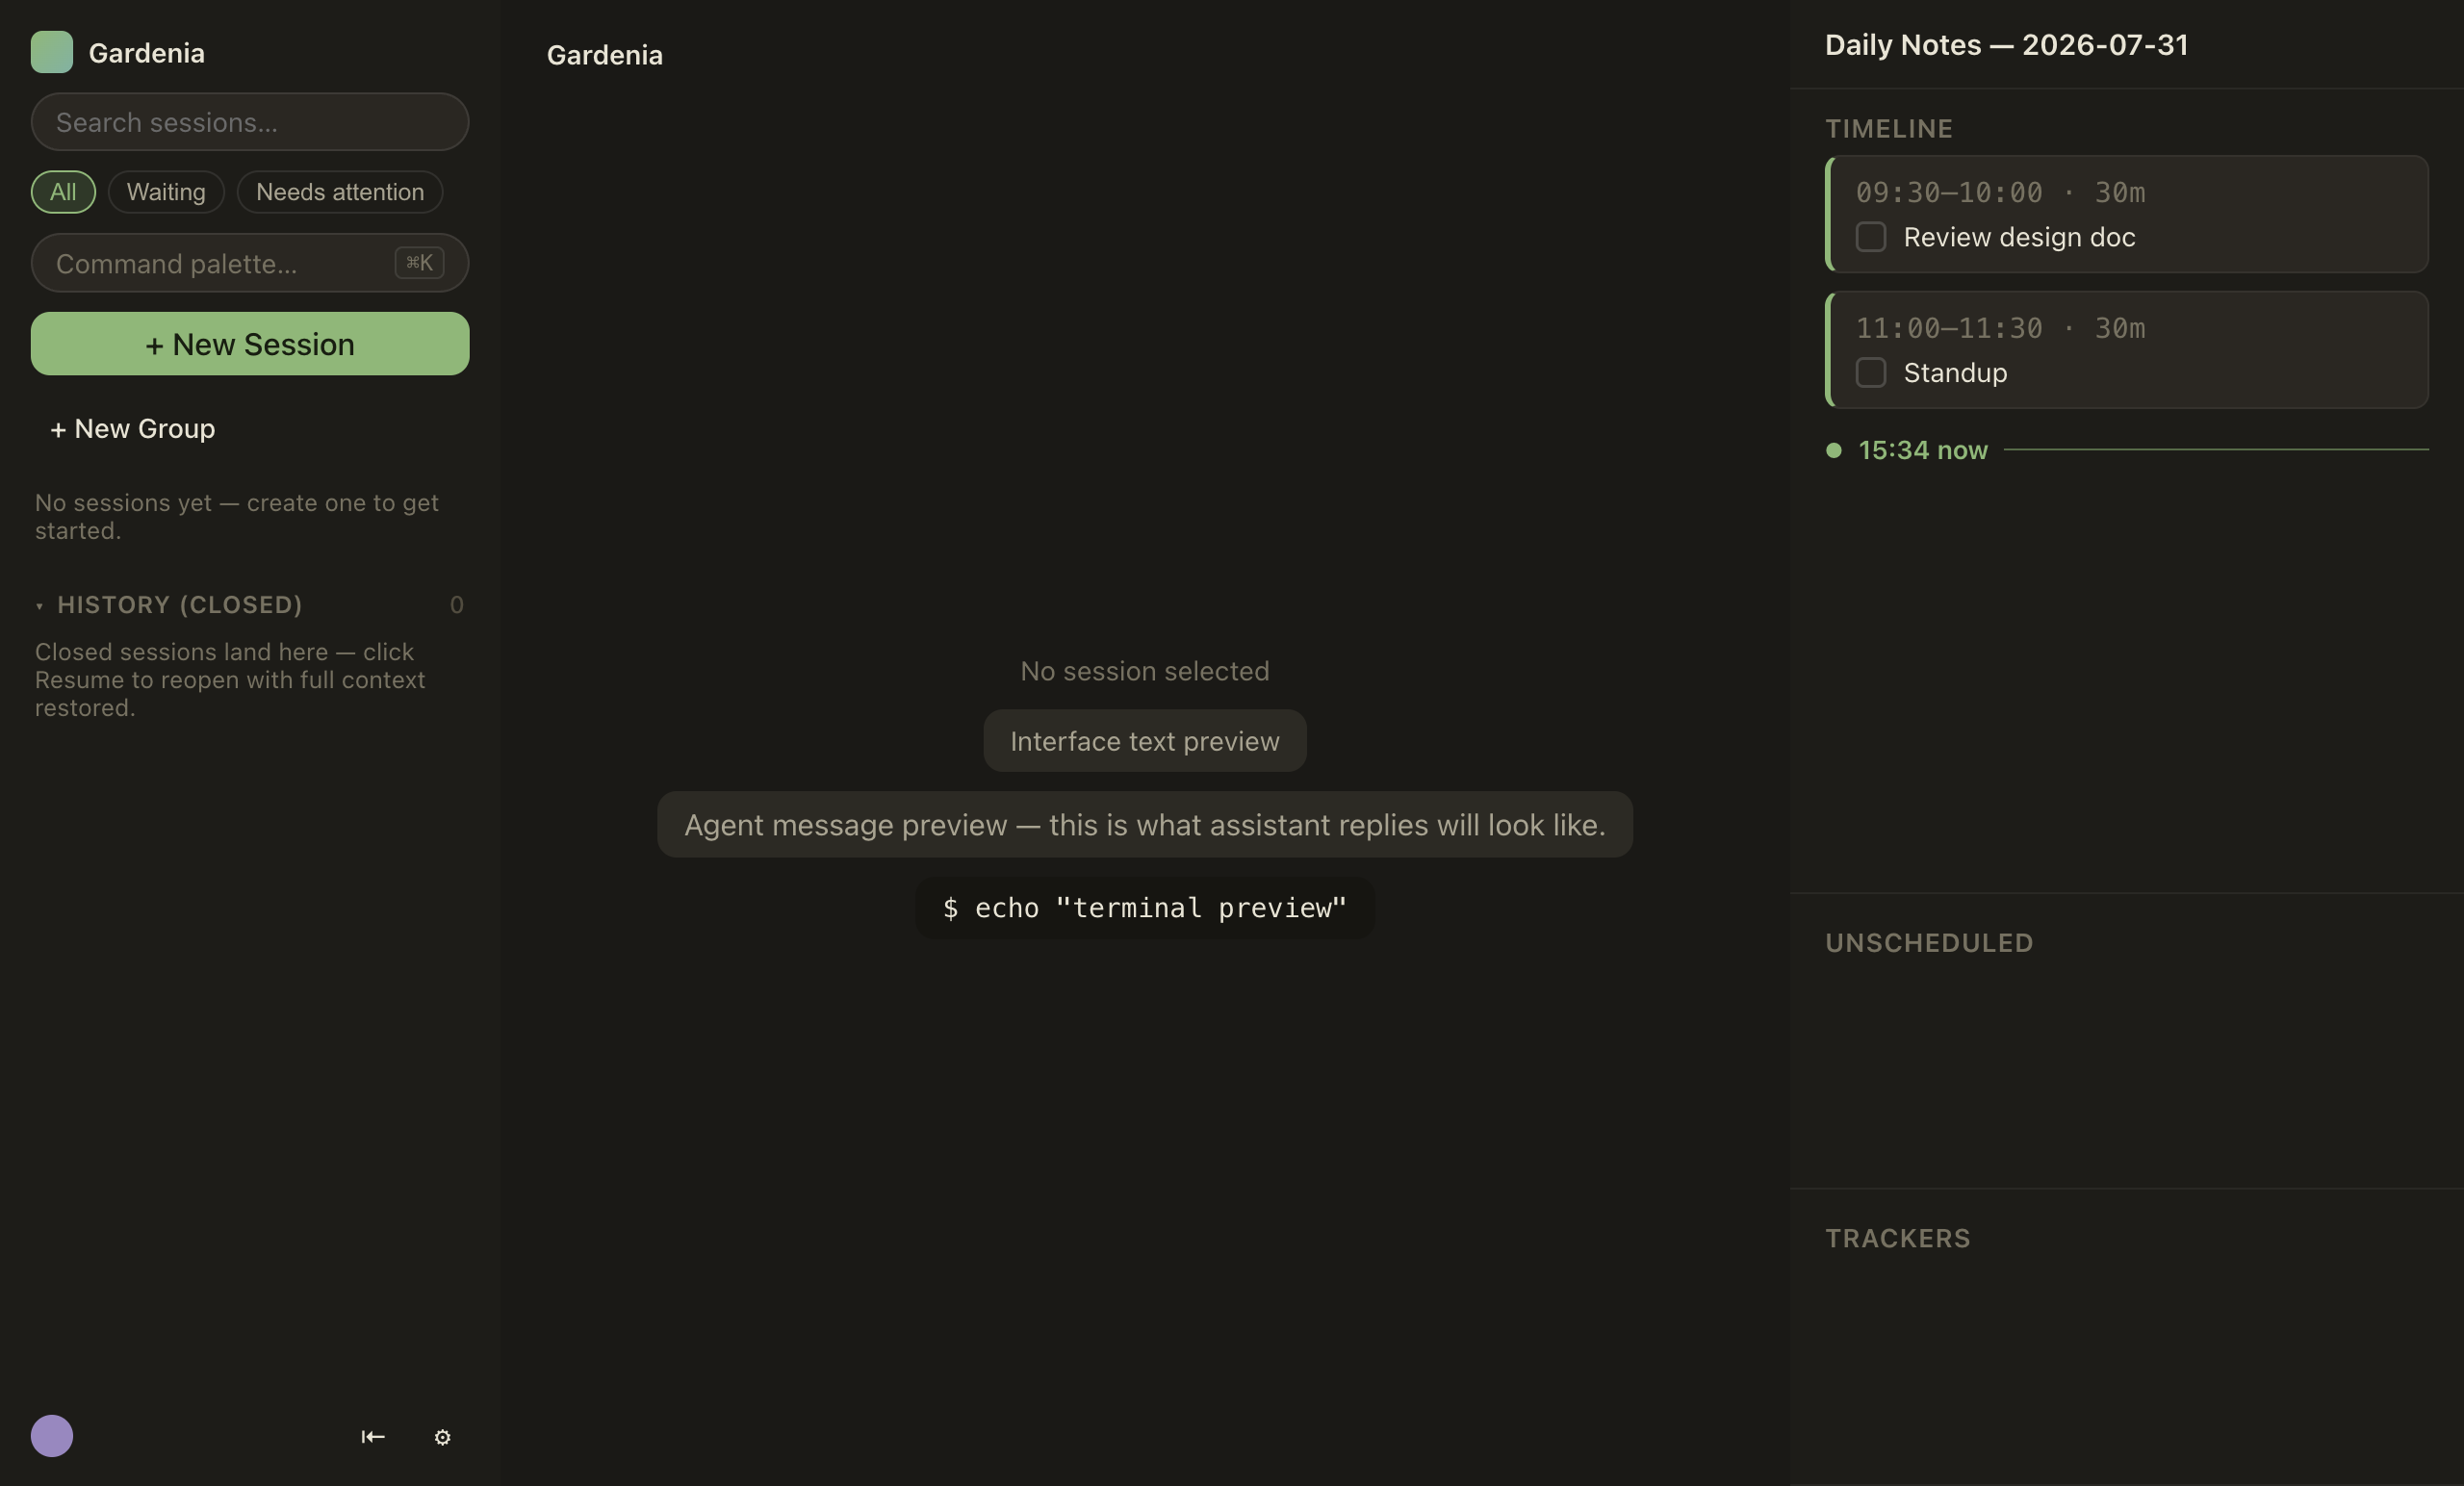 Gardenia
Search sessions…
All
Waiting
Needs attention
Command palette…
⌘K
+ New Session
+ New Group
No sessions yet — create one to get
started.
▾ HISTORY (CLOSED) 0
Closed sessions land here — click
Resume to reopen with full context
restored.
Gardenia
No session selected
Interface text preview
Agent message preview — this is what assistant replies will look like.
$ echo "terminal preview"
Daily Notes — 2026-07-31
TIMELINE
09:30–10:00 · 30m
Review design doc
11:00–11:30 · 30m
Standup
15:34 now
UNSCHEDULED
TRACKERS